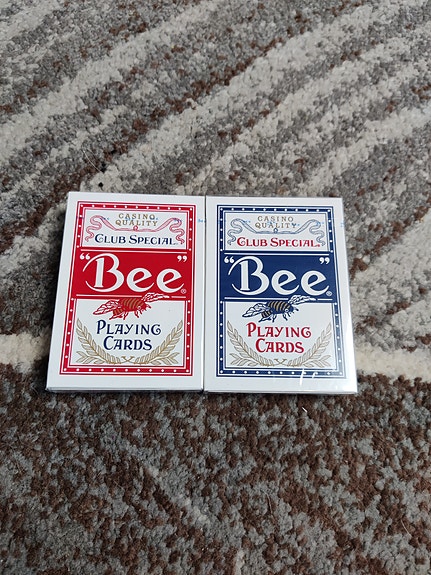 CASINO
QUALITY
CLUB SPECIAL
"Bee"®
PLAYING
CARDS
CASINO
QUALITY
CLUB SPECIAL
"Bee"®
PLAYING
CARDS